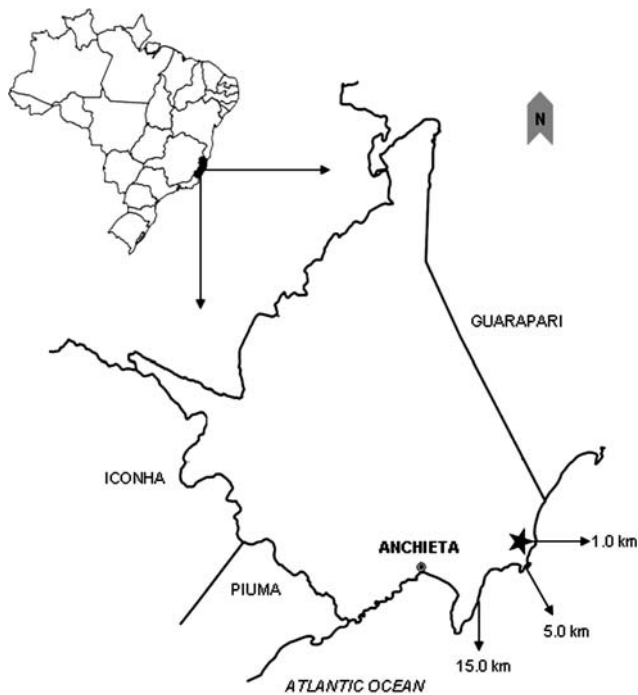 N
GUARAPARI
ICONHA
ANCHIETA
1.0 km
PIUMA
5.0 km
15.0 km
ATLANTIC OCEAN